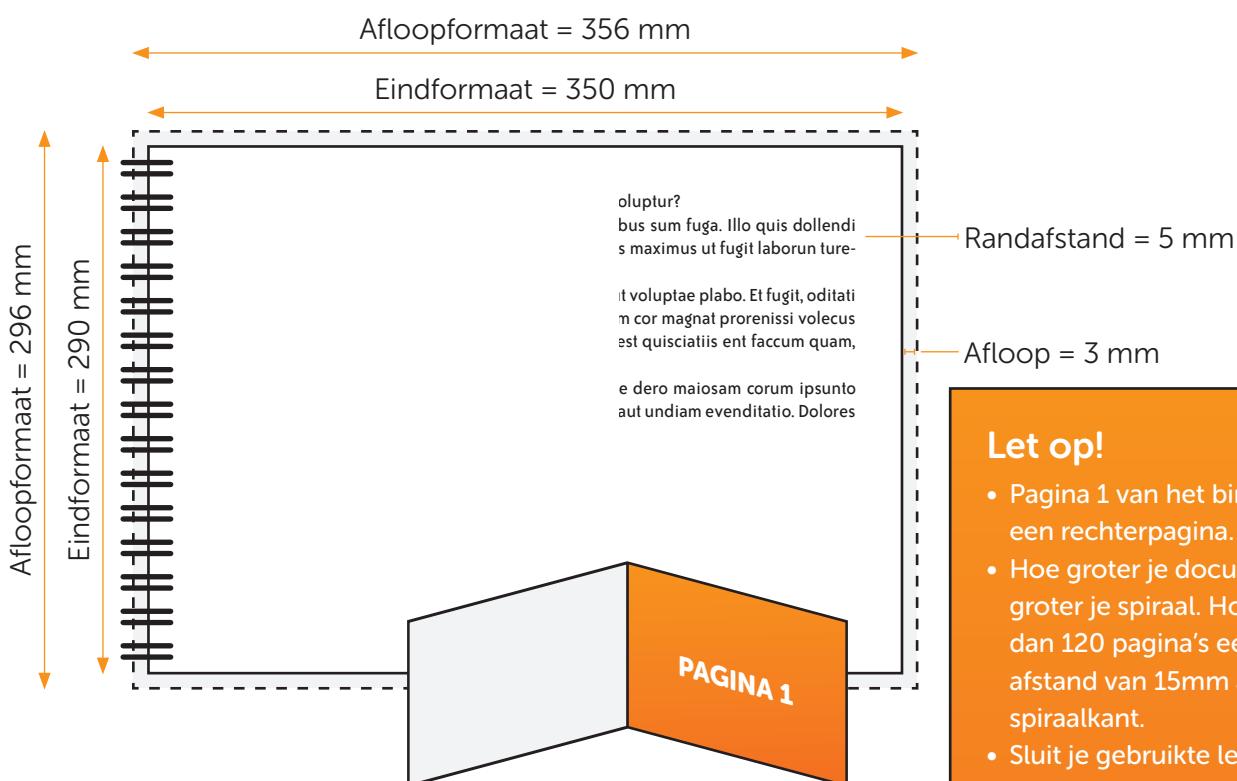 Afloopformaat = 356 mm
Eindformaat = 350 mm
Afloopformaat = 296 mm
Eindformaat = 290 mm
oluptur?
bus sum fuga. Illo quis dollendi
s maximus ut fugit laborun ture-
t voluptae plabo. Et fugit, oditati
m cor magnat prorenissi volecus
est quisciatiis ent faccum quam,
e dero maiosam corum ipsunto
aut undiam evenditatio. Dolores
Randafstand = 5 mm
Afloop = 3 mm
Let op!
• Pagina 1 van het bi
een rechterpagina.
• Hoe groter je docu
groter je spiraal. Ho
dan 120 pagina's ee
afstand van 15mm
spiraalkant.
• Sluit je gebruikte le
PAGINA 1